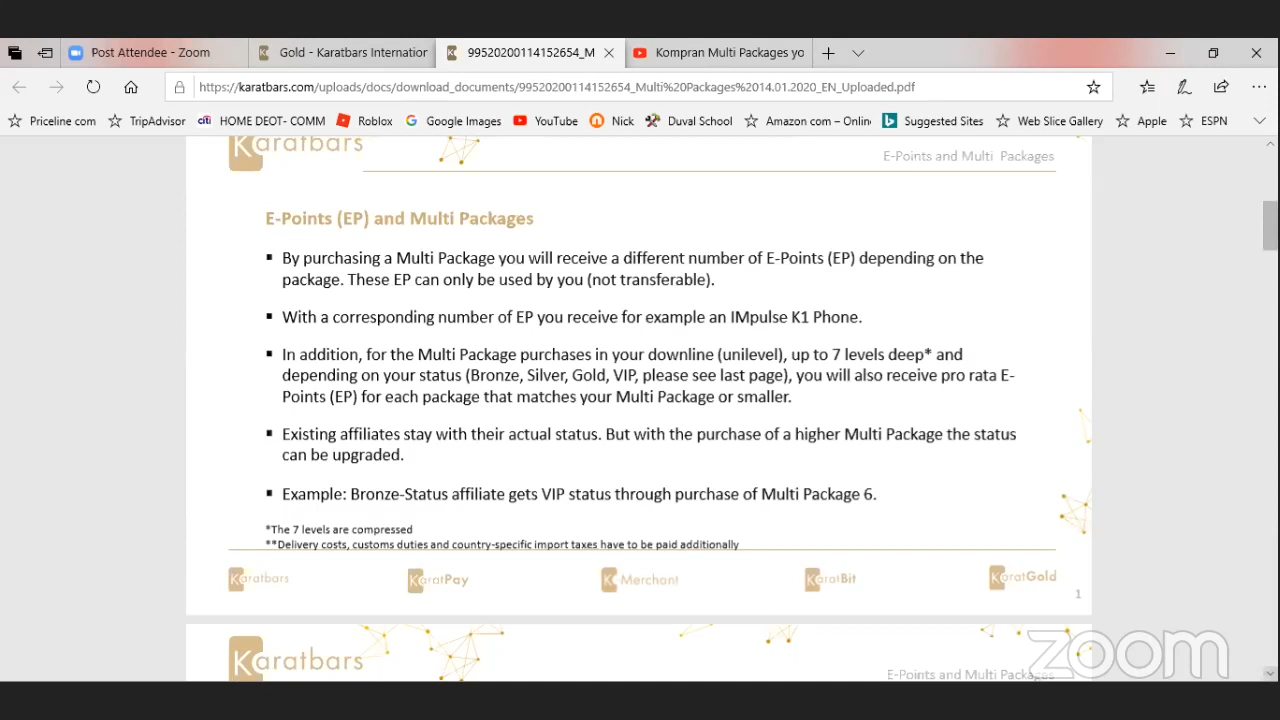 Post Attendee - Zoom
Gold - Karatbars Internation
99520200114152654_M
Kompran Multi Packages yo
https://karatbars.com/uploads/docs/download_documents/99520200114152654_Multi%20Packages%2014.01.2020_EN_Uploaded.pdf
Priceline com
TripAdvisor
citi HOME DEOT- COMM
Roblox
Google Images
YouTube
Nick
Duval School
Amazon com – Onlin
Suggested Sites
Web Slice Gallery
Apple
ESPN
Karatbars
E-Points and Multi Packages
E-Points (EP) and Multi Packages
▪ By purchasing a Multi Package you will receive a different number of E-Points (EP) depending on the
package. These EP can only be used by you (not transferable).
▪ With a corresponding number of EP you receive for example an IMpulse K1 Phone.
▪ In addition, for the Multi Package purchases in your downline (unilevel), up to 7 levels deep* and
depending on your status (Bronze, Silver, Gold, VIP, please see last page), you will also receive pro rata E-
Points (EP) for each package that matches your Multi Package or smaller.
▪ Existing affiliates stay with their actual status. But with the purchase of a higher Multi Package the status
can be upgraded.
▪ Example: Bronze-Status affiliate gets VIP status through purchase of Multi Package 6.
*The 7 levels are compressed
**Delivery costs, customs duties and country-specific import taxes have to be paid additionally
Karatbars
KaratPay
K-Merchant
KaratBit
KaratGold
1
Karatbars
E-Points and Multi Packages
zoom